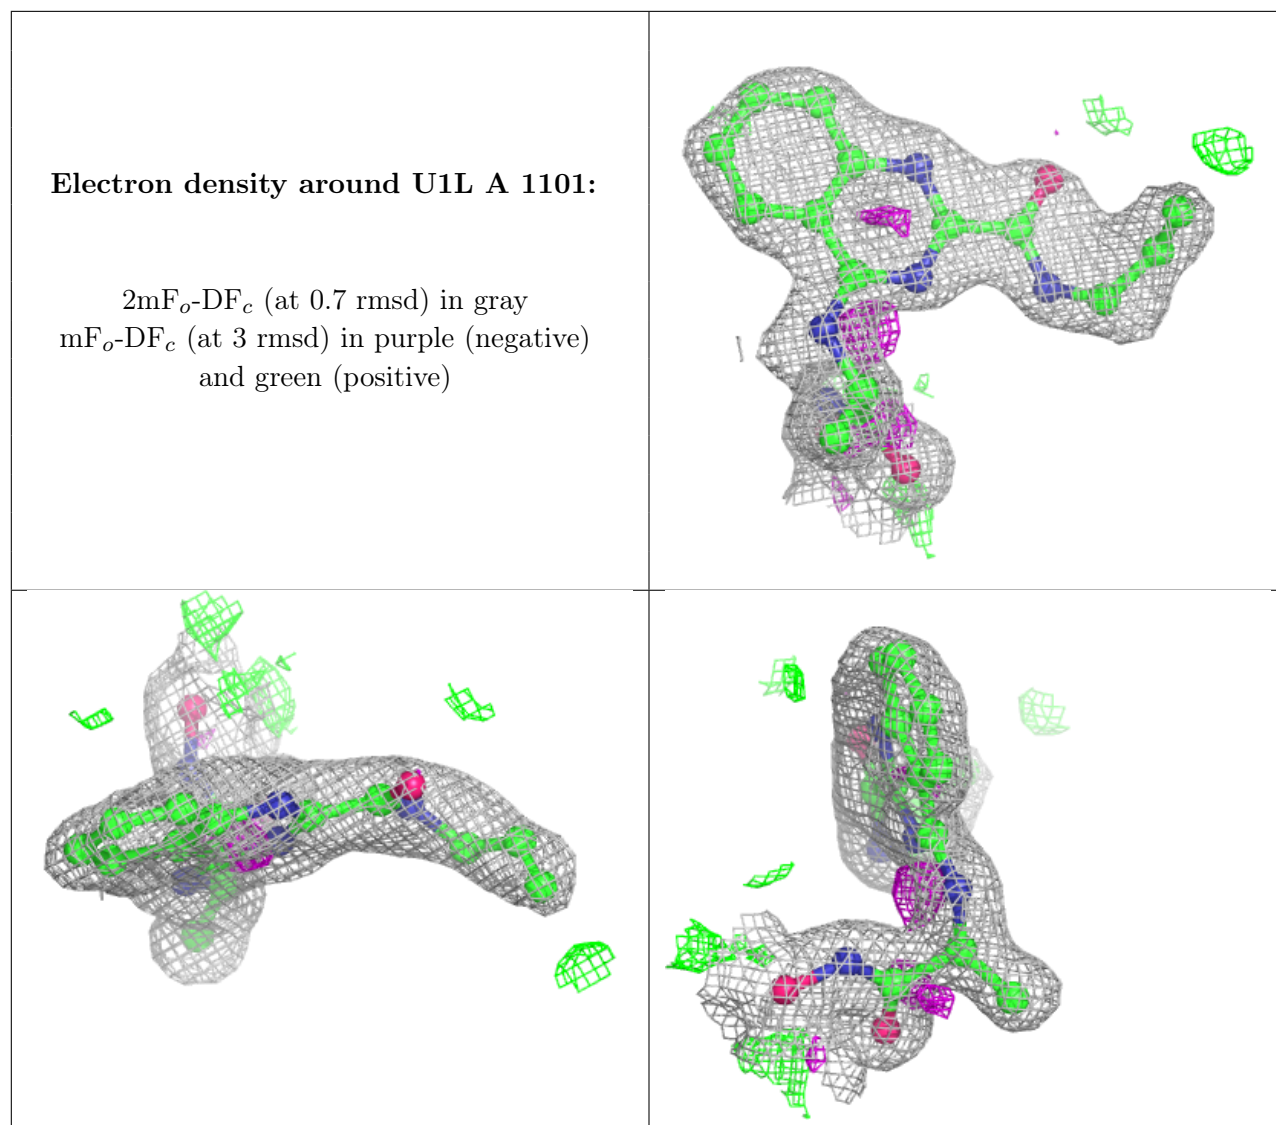 Electron density around U1L A 1101:
2mFo-DFc (at 0.7 rmsd) in gray
mFo-DFc (at 3 rmsd) in purple (negative)
and green (positive)